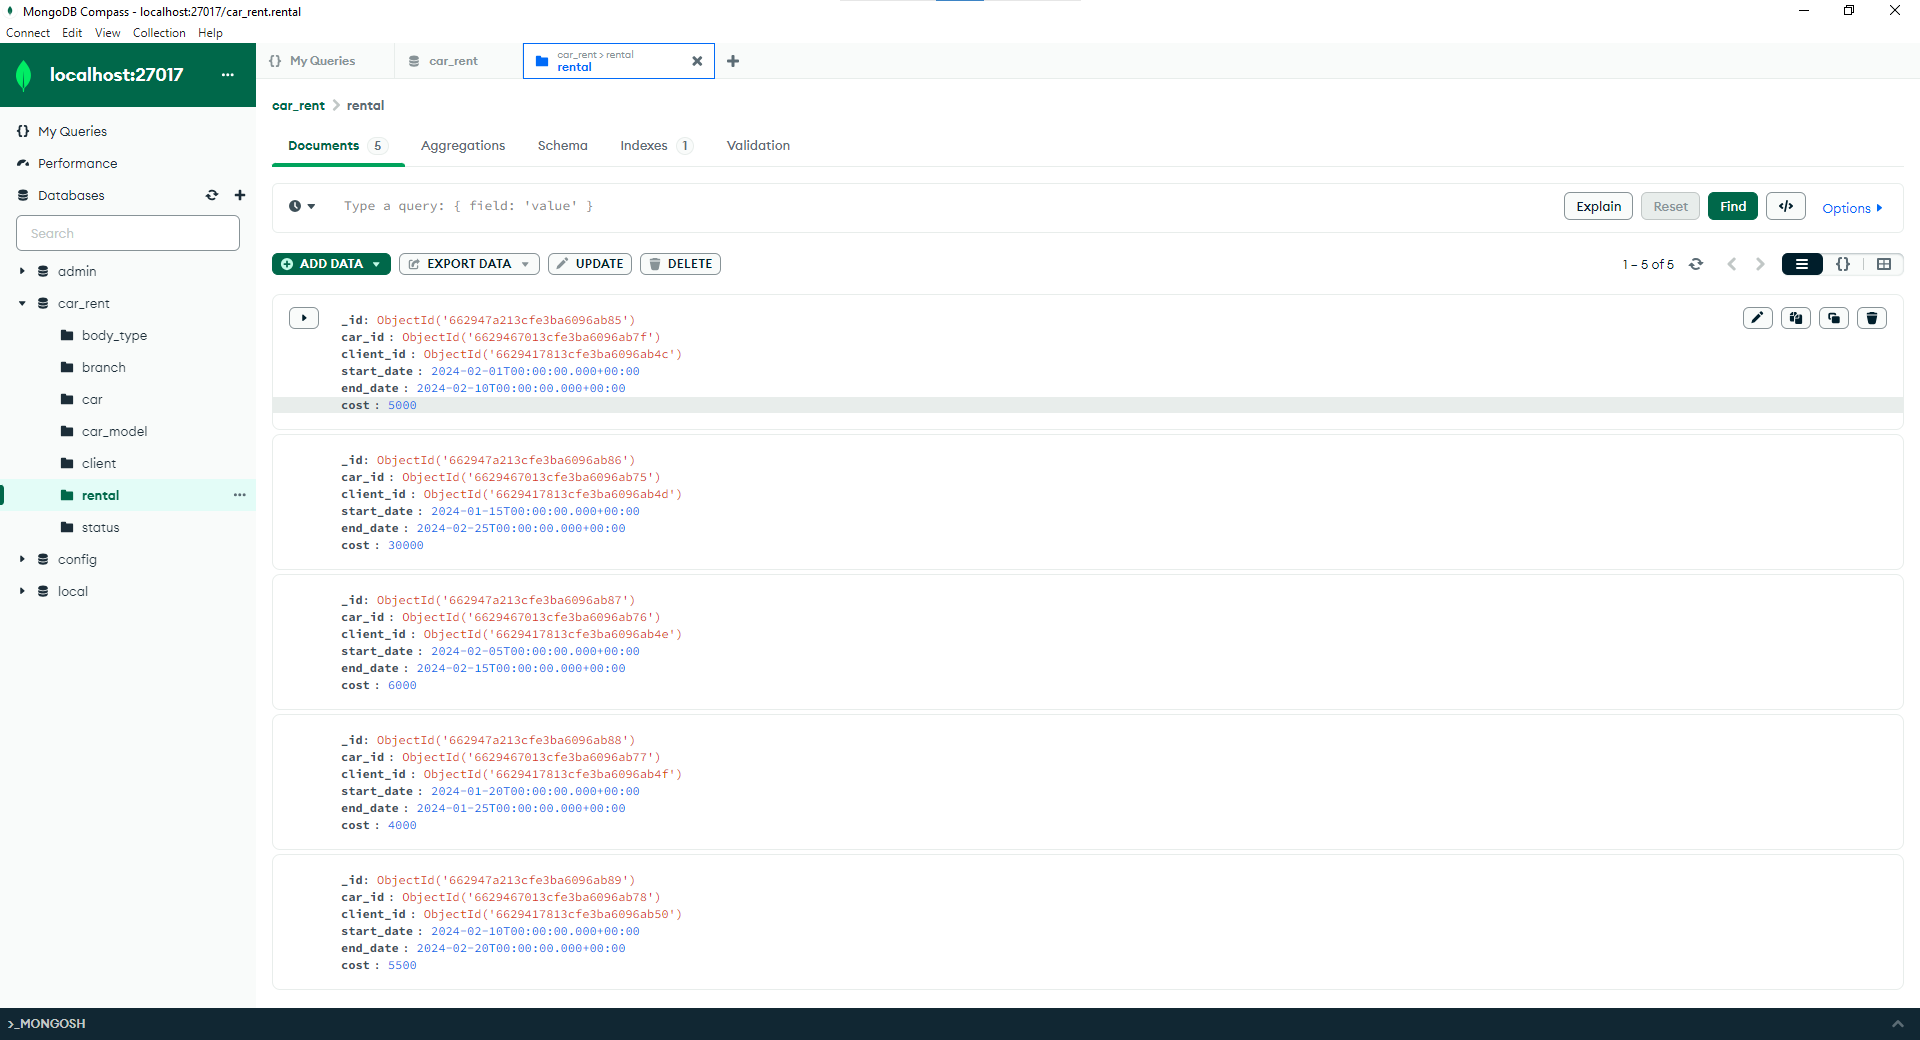 MongoDB Compass - localhost:27017/car_rent.rental
Connect Edit View Collection Help
localhost:27017 ...
My Queries
Performance
Databases
Search
admin
car_rent
body_type
branch
car
car_model
client
rental ...
status
config
local
{} My Queries
car_rent
car_rent > rental
rental
car_rent > rental
Documents 5 Aggregations Schema Indexes 1 Validation
Type a query: { field: 'value' }
Explain Reset Find </> Options
ADD DATA EXPORT DATA UPDATE DELETE
1 – 5 of 5 {}
_id: ObjectId('662947a213cfe3ba6096ab85')
car_id : ObjectId('6629467013cfe3ba6096ab7f')
client_id : ObjectId('6629417813cfe3ba6096ab4c')
start_date : 2024-02-01T00:00:00.000+00:00
end_date : 2024-02-10T00:00:00.000+00:00
cost : 5000
_id: ObjectId('662947a213cfe3ba6096ab86')
car_id : ObjectId('6629467013cfe3ba6096ab75')
client_id : ObjectId('6629417813cfe3ba6096ab4d')
start_date : 2024-01-15T00:00:00.000+00:00
end_date : 2024-02-25T00:00:00.000+00:00
cost : 30000
_id: ObjectId('662947a213cfe3ba6096ab87')
car_id : ObjectId('6629467013cfe3ba6096ab76')
client_id : ObjectId('6629417813cfe3ba6096ab4e')
start_date : 2024-02-05T00:00:00.000+00:00
end_date : 2024-02-15T00:00:00.000+00:00
cost : 6000
_id: ObjectId('662947a213cfe3ba6096ab88')
car_id : ObjectId('6629467013cfe3ba6096ab77')
client_id : ObjectId('6629417813cfe3ba6096ab4f')
start_date : 2024-01-20T00:00:00.000+00:00
end_date : 2024-01-25T00:00:00.000+00:00
cost : 4000
_id: ObjectId('662947a213cfe3ba6096ab89')
car_id : ObjectId('6629467013cfe3ba6096ab78')
client_id : ObjectId('6629417813cfe3ba6096ab50')
start_date : 2024-02-10T00:00:00.000+00:00
end_date : 2024-02-20T00:00:00.000+00:00
cost : 5500
>_MONGOSH